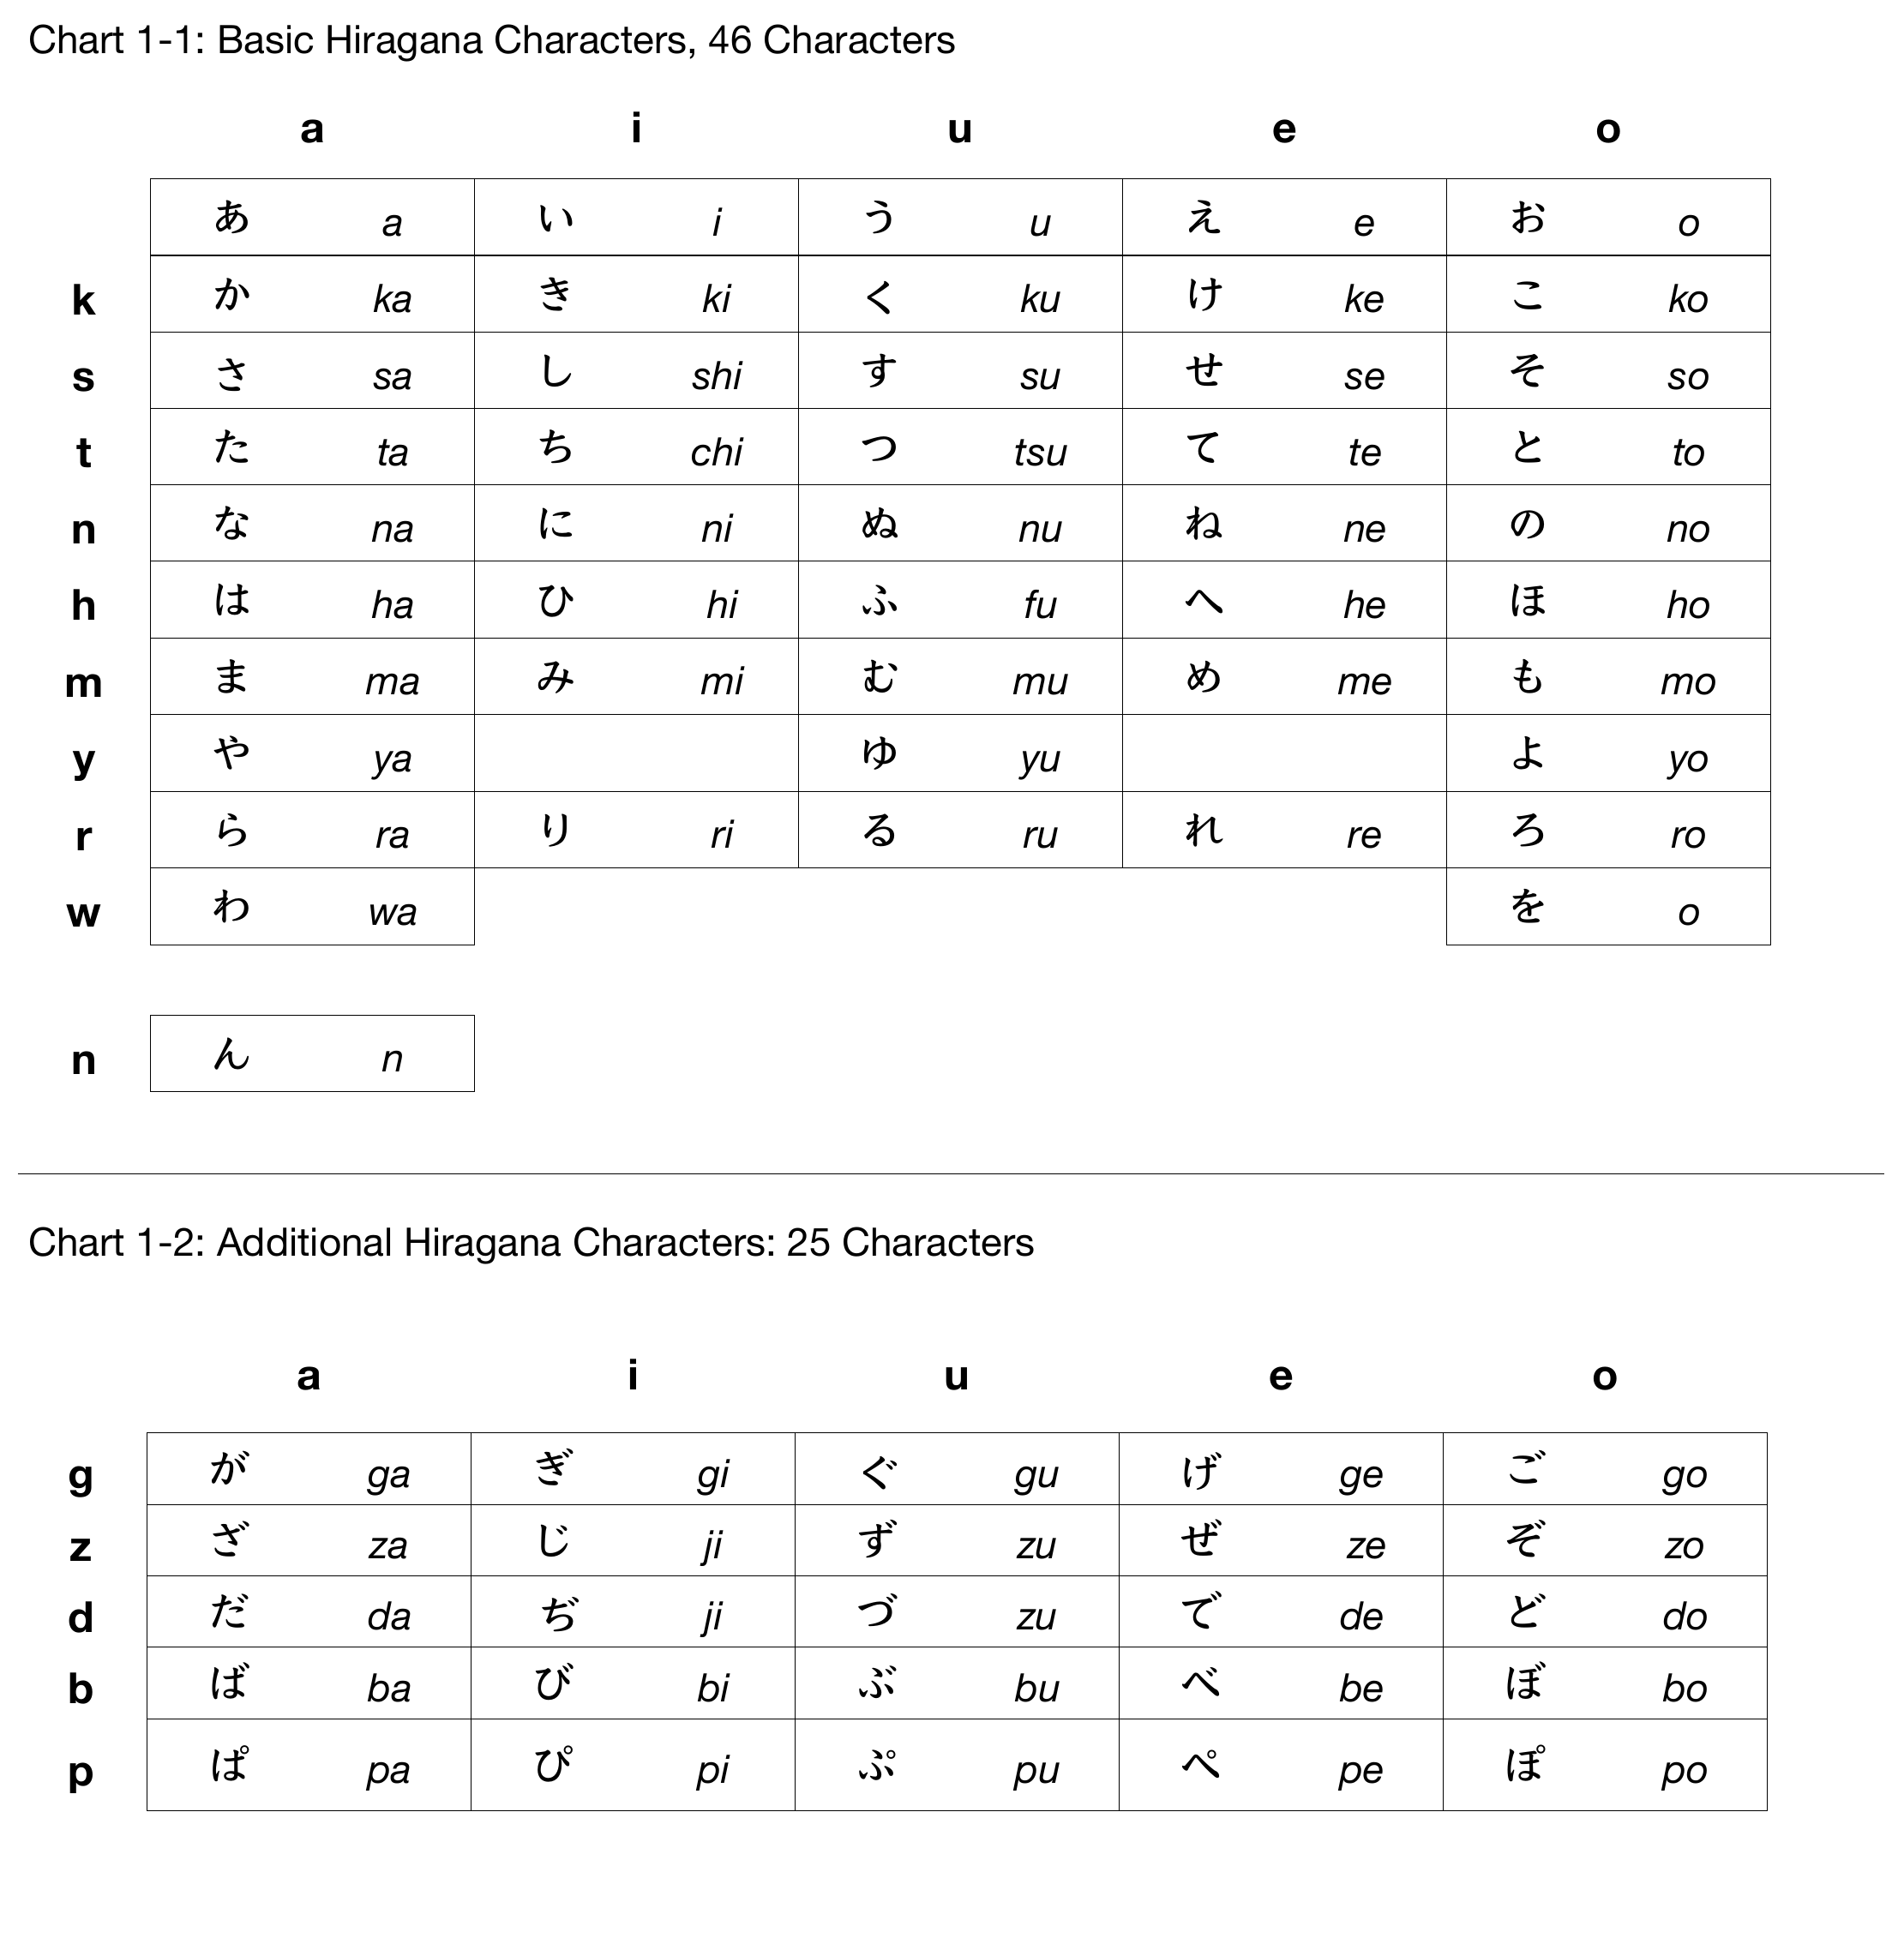 Chart 1-1: Basic Hiragana Characters, 46 Characters
a i u e o
あ a い i う u え e お o
k か ka き ki く ku け ke こ ko
s さ sa し shi す su せ se そ so
t た ta ち chi つ tsu て te と to
n な na に ni ぬ nu ね ne の no
h は ha ひ hi ふ fu へ he ほ ho
m ま ma み mi む mu め me も mo
y や ya ゆ yu よ yo
r ら ra り ri る ru れ re ろ ro
w わ wa を o
n ん n
Chart 1-2: Additional Hiragana Characters: 25 Characters
a i u e o
g が ga ぎ gi ぐ gu げ ge ご go
z ざ za じ ji ず zu ぜ ze ぞ zo
d だ da ぢ ji づ zu で de ど do
b ば ba び bi ぶ bu べ be ぼ bo
p ぱ pa ぴ pi ぷ pu ぺ pe ぽ po